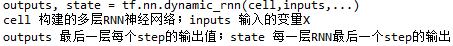 outputs, state = tf.nn.dynamic_rnn(cell,inputs,...)
cell 构建的多层RNN神经网络；inputs 输入的变量X
outputs 最后一层每个step的输出值；state 每一层RNN最后一个step的输出